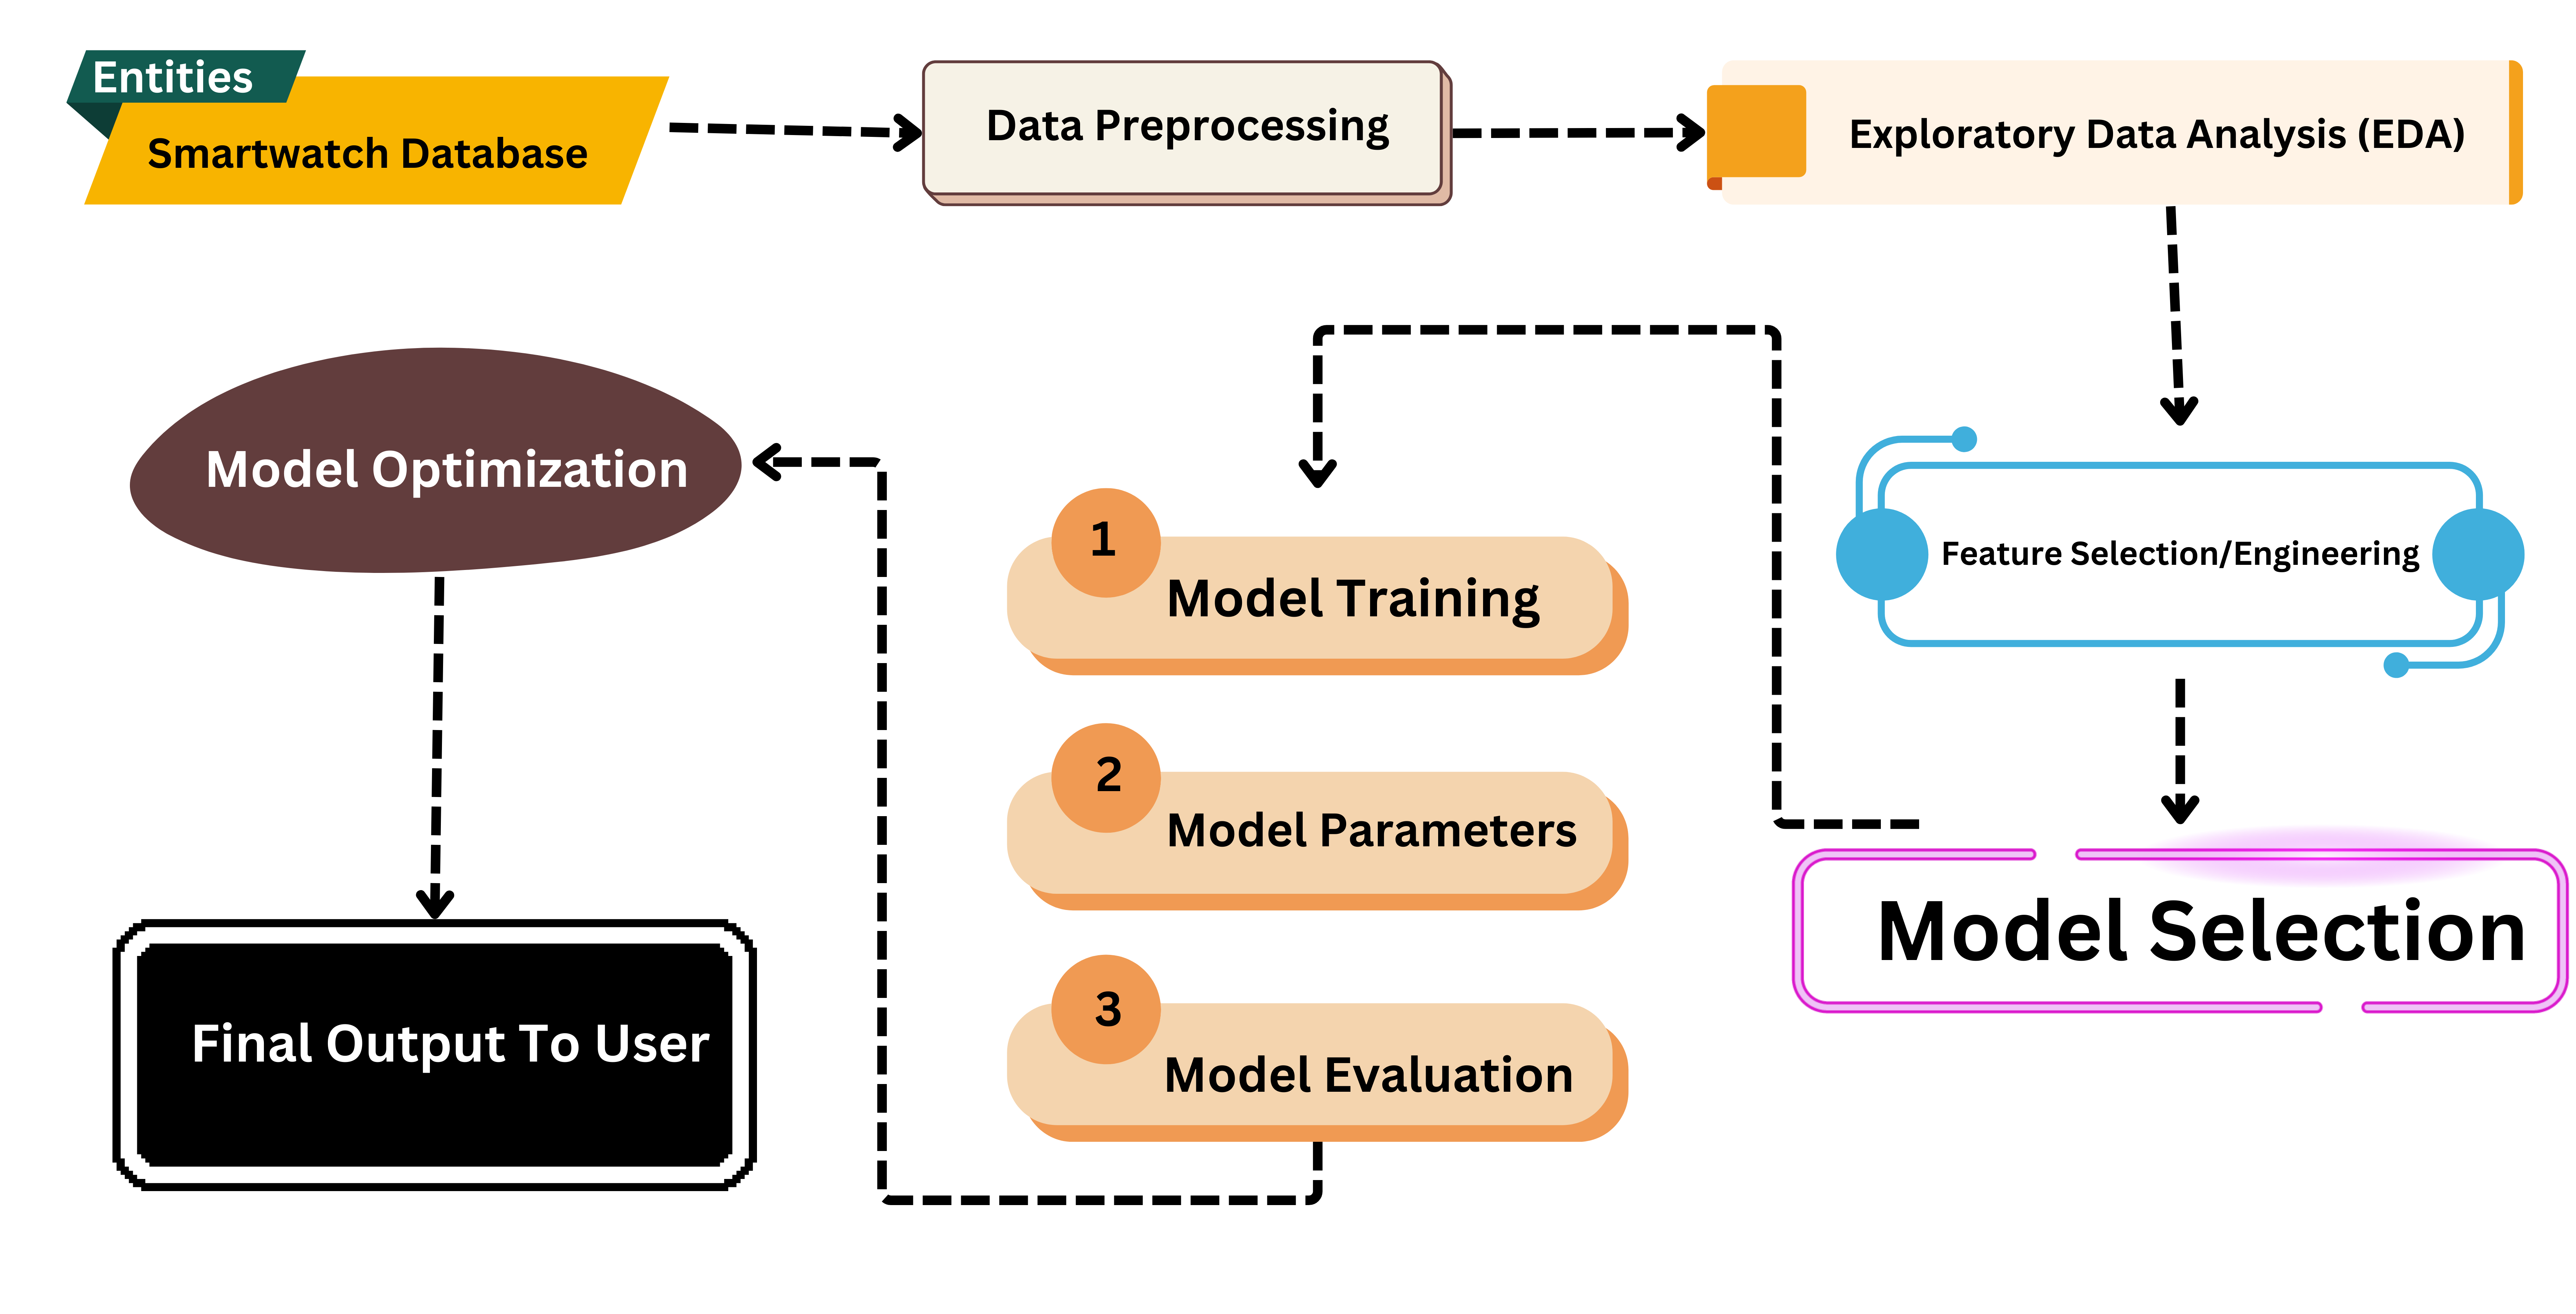 Entities
Smartwatch Database
Data Preprocessing
Exploratory Data Analysis (EDA)
Feature Selection/Engineering
Model Selection
1
Model Training
2
Model Parameters
3
Model Evaluation
Model Optimization
Final Output To User